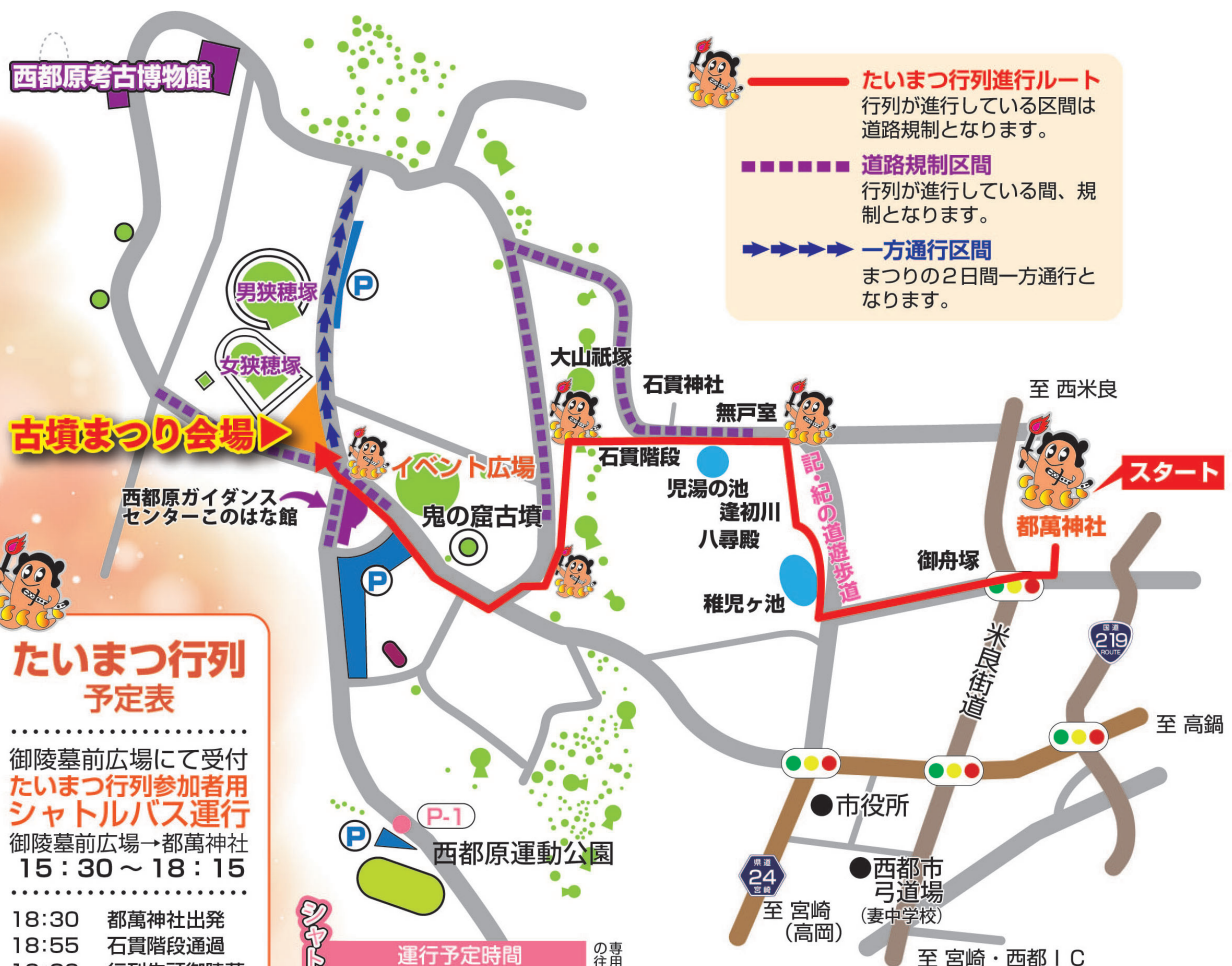 西都原考古博物館
たいまつ行列進行ルート
行列が進行している区間は
道路規制となります。
道路規制区間
行列が進行している間、規
制となります。
一方通行区間
まつりの2日間一方通行と
なります。
P
男狭穂塚
女狭穂塚
大山祇塚
石貫神社
無戸室
至 西米良
古墳まつり会場▶
イベント広場
石貫階段
児湯の池
逢初川
八尋殿
記・紀の道遊歩道
スタート
都萬神社
西都原ガイダンス
センターこのはな館
鬼の窟古墳
御舟塚
稚児ヶ池
P
国道
219
ROUTE
米良街道
至 高鍋
たいまつ行列
予定表
御陵墓前広場にて受付
たいまつ行列参加者用
シャトルバス運行
御陵墓前広場→都萬神社
15:30~18:15
18:30 都萬神社出発
18:55 石貫階段通過
P-1
P
西都原運動公園
●市役所
●西都市
弓道場
(妻中学校)
県道
24
宮崎
至 宮崎
(高岡)
至 宮崎・西都IC
シャト
運行予定時間
専用
の往